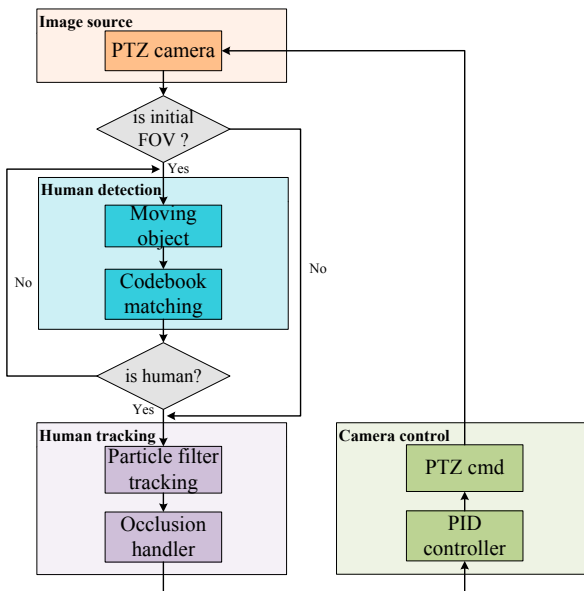 Image source
PTZ camera
is initial
FOV ?
Yes
Human detection
Moving
object
No
No
Codebook
matching
is human?
Yes
Human tracking
Camera control
Particle filter
tracking
PTZ cmd
Occlusion
handler
PID
controller